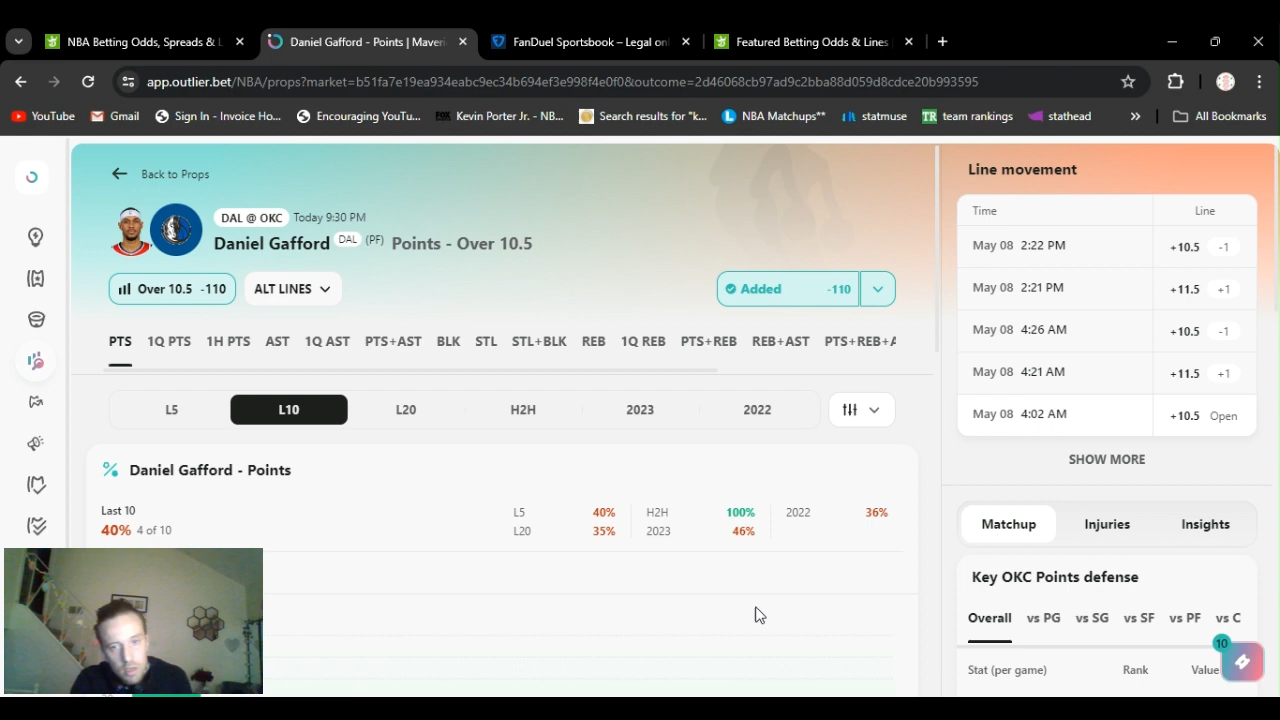 NBA Betting Odds, Spreads & L
Daniel Gafford - Points | Maveri
FanDuel Sportsbook – Legal onl
Featured Betting Odds & Lines
app.outlier.bet/NBA/props?market=b51fa7e19ea934eabc9ec34b694ef3e998f4e0f0&outcome=2d46068cb97ad9c2bba88d059d8cdce20b993595
YouTube Gmail Sign In - Invoice Ho... Encouraging YouTu... FOX Kevin Porter Jr. - NB... Search results for "k... NBA Matchups** statmuse TR team rankings stathead » All Bookmarks
Back to Props
DAL @ OKC Today 9:30 PM
Daniel Gafford DAL (PF) Points - Over 10.5
Over 10.5 -110 ALT LINES Added -110
PTS 1Q PTS 1H PTS AST 1Q AST PTS+AST BLK STL STL+BLK REB 1Q REB PTS+REB REB+AST PTS+REB+A
L5 L10 L20 H2H 2023 2022
Daniel Gafford - Points
Last 10
40% 4 of 10
L5 40% H2H 100% 2022 36%
L20 35% 2023 46%
Line movement
Time Line
May 08 2:22 PM +10.5 -1
May 08 2:21 PM +11.5 +1
May 08 4:26 AM +10.5 -1
May 08 4:21 AM +11.5 +1
May 08 4:02 AM +10.5 Open
SHOW MORE
Matchup Injuries Insights
Key OKC Points defense
Overall vs PG vs SG vs SF vs PF vs C
10
Stat (per game) Rank Value